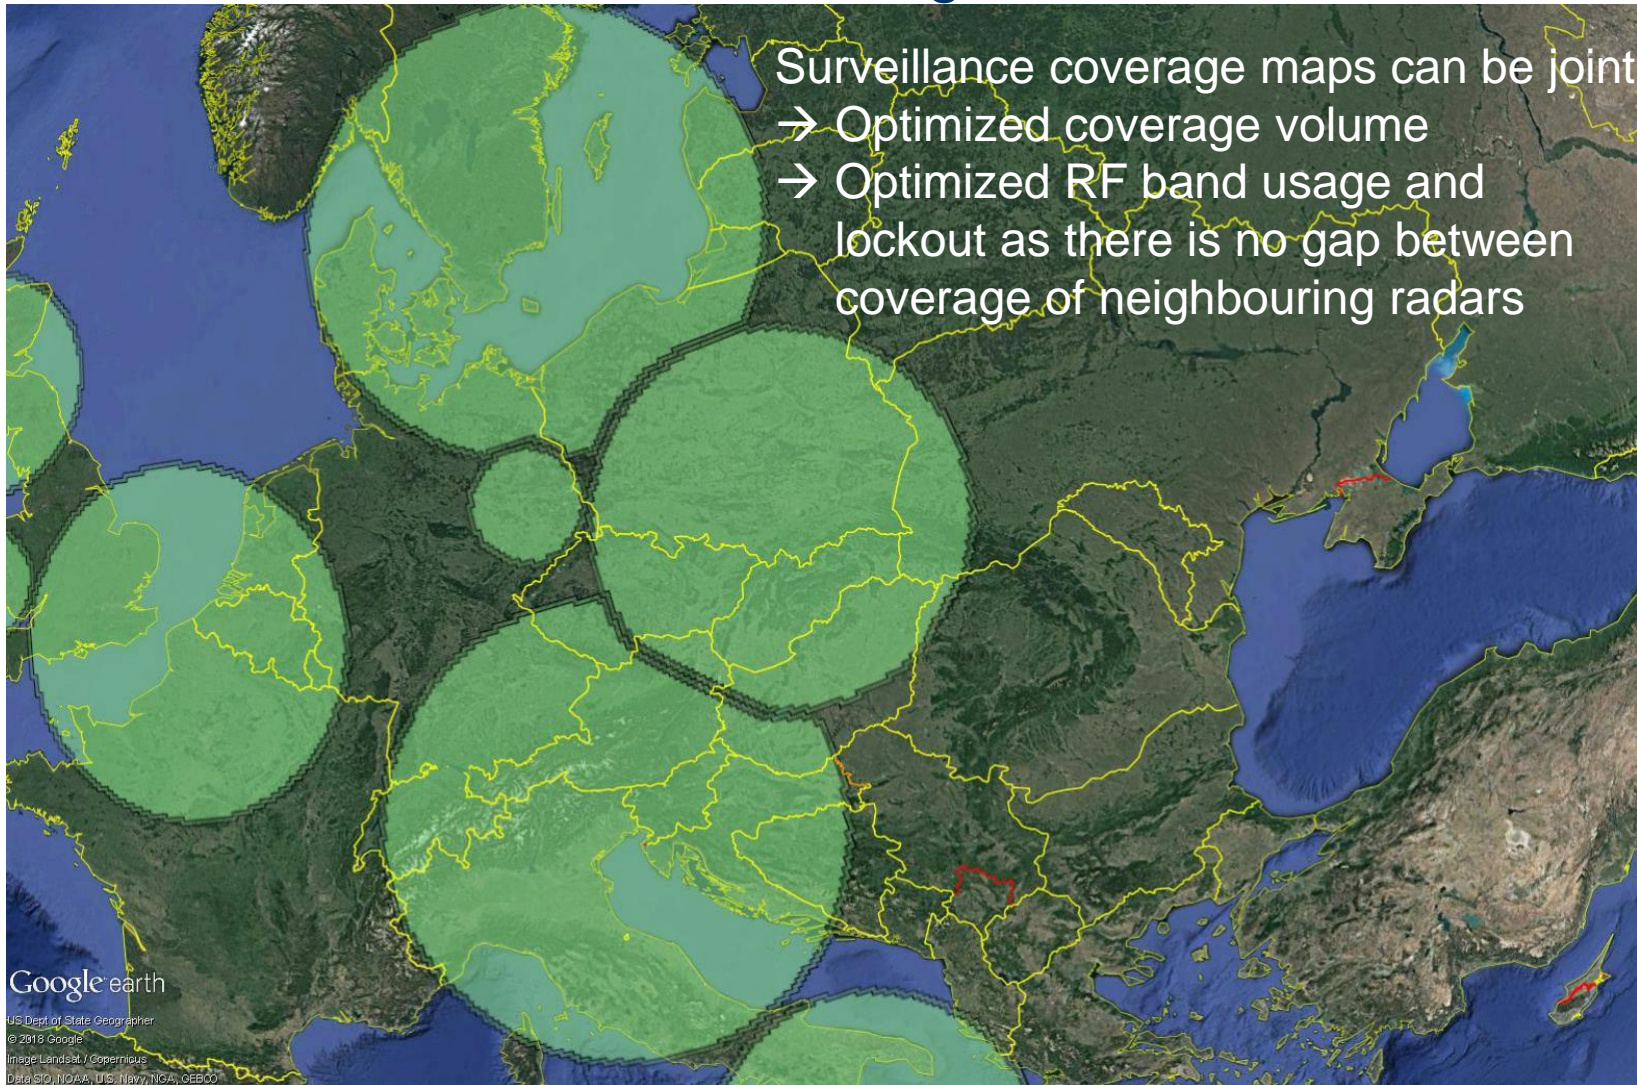 Surveillance coverage maps can be joint
→ Optimized coverage volume
→ Optimized RF band usage and
lockout as there is no gap between
coverage of neighbouring radars
Google earth
US Dept of State Geographer
© 2018 Google
Image Landsat / Copernicus
Data SIO, NOAA, U.S. Navy, NGA, GEBCO